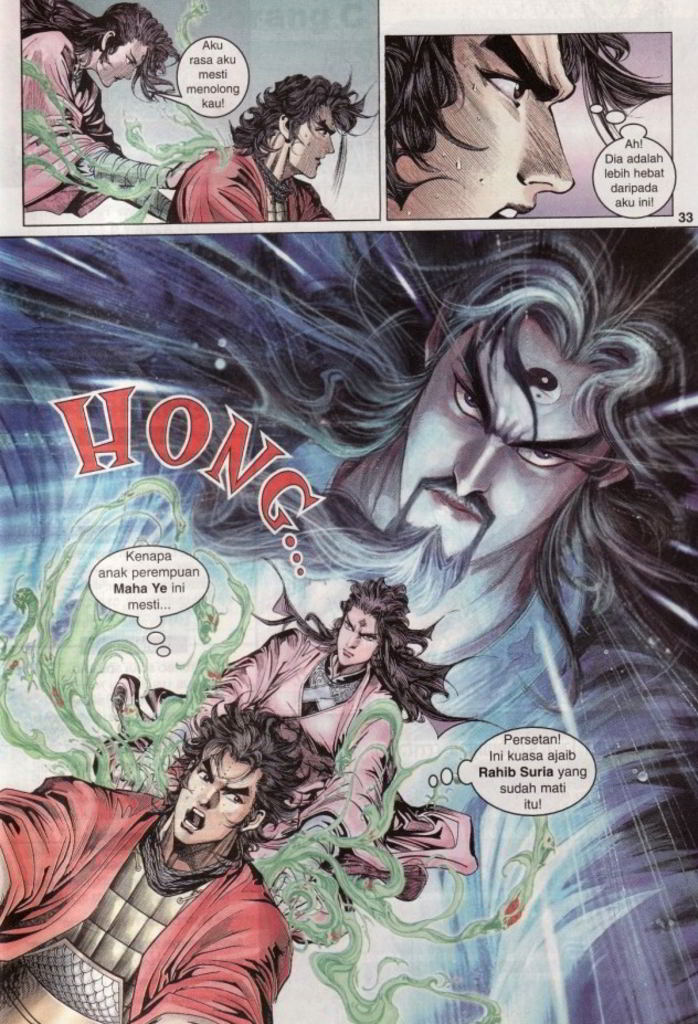 Aku
rasa aku
mesti
menolong
kau!
Ah!
Dia adalah
lebih hebat
daripada
aku ini!
33
HONG...
Kenapa
anak perempuan
Maha Ye ini
mesti...
Persetan!
Ini kuasa ajaib
Rahib Suria yang
sudah mati
itu!